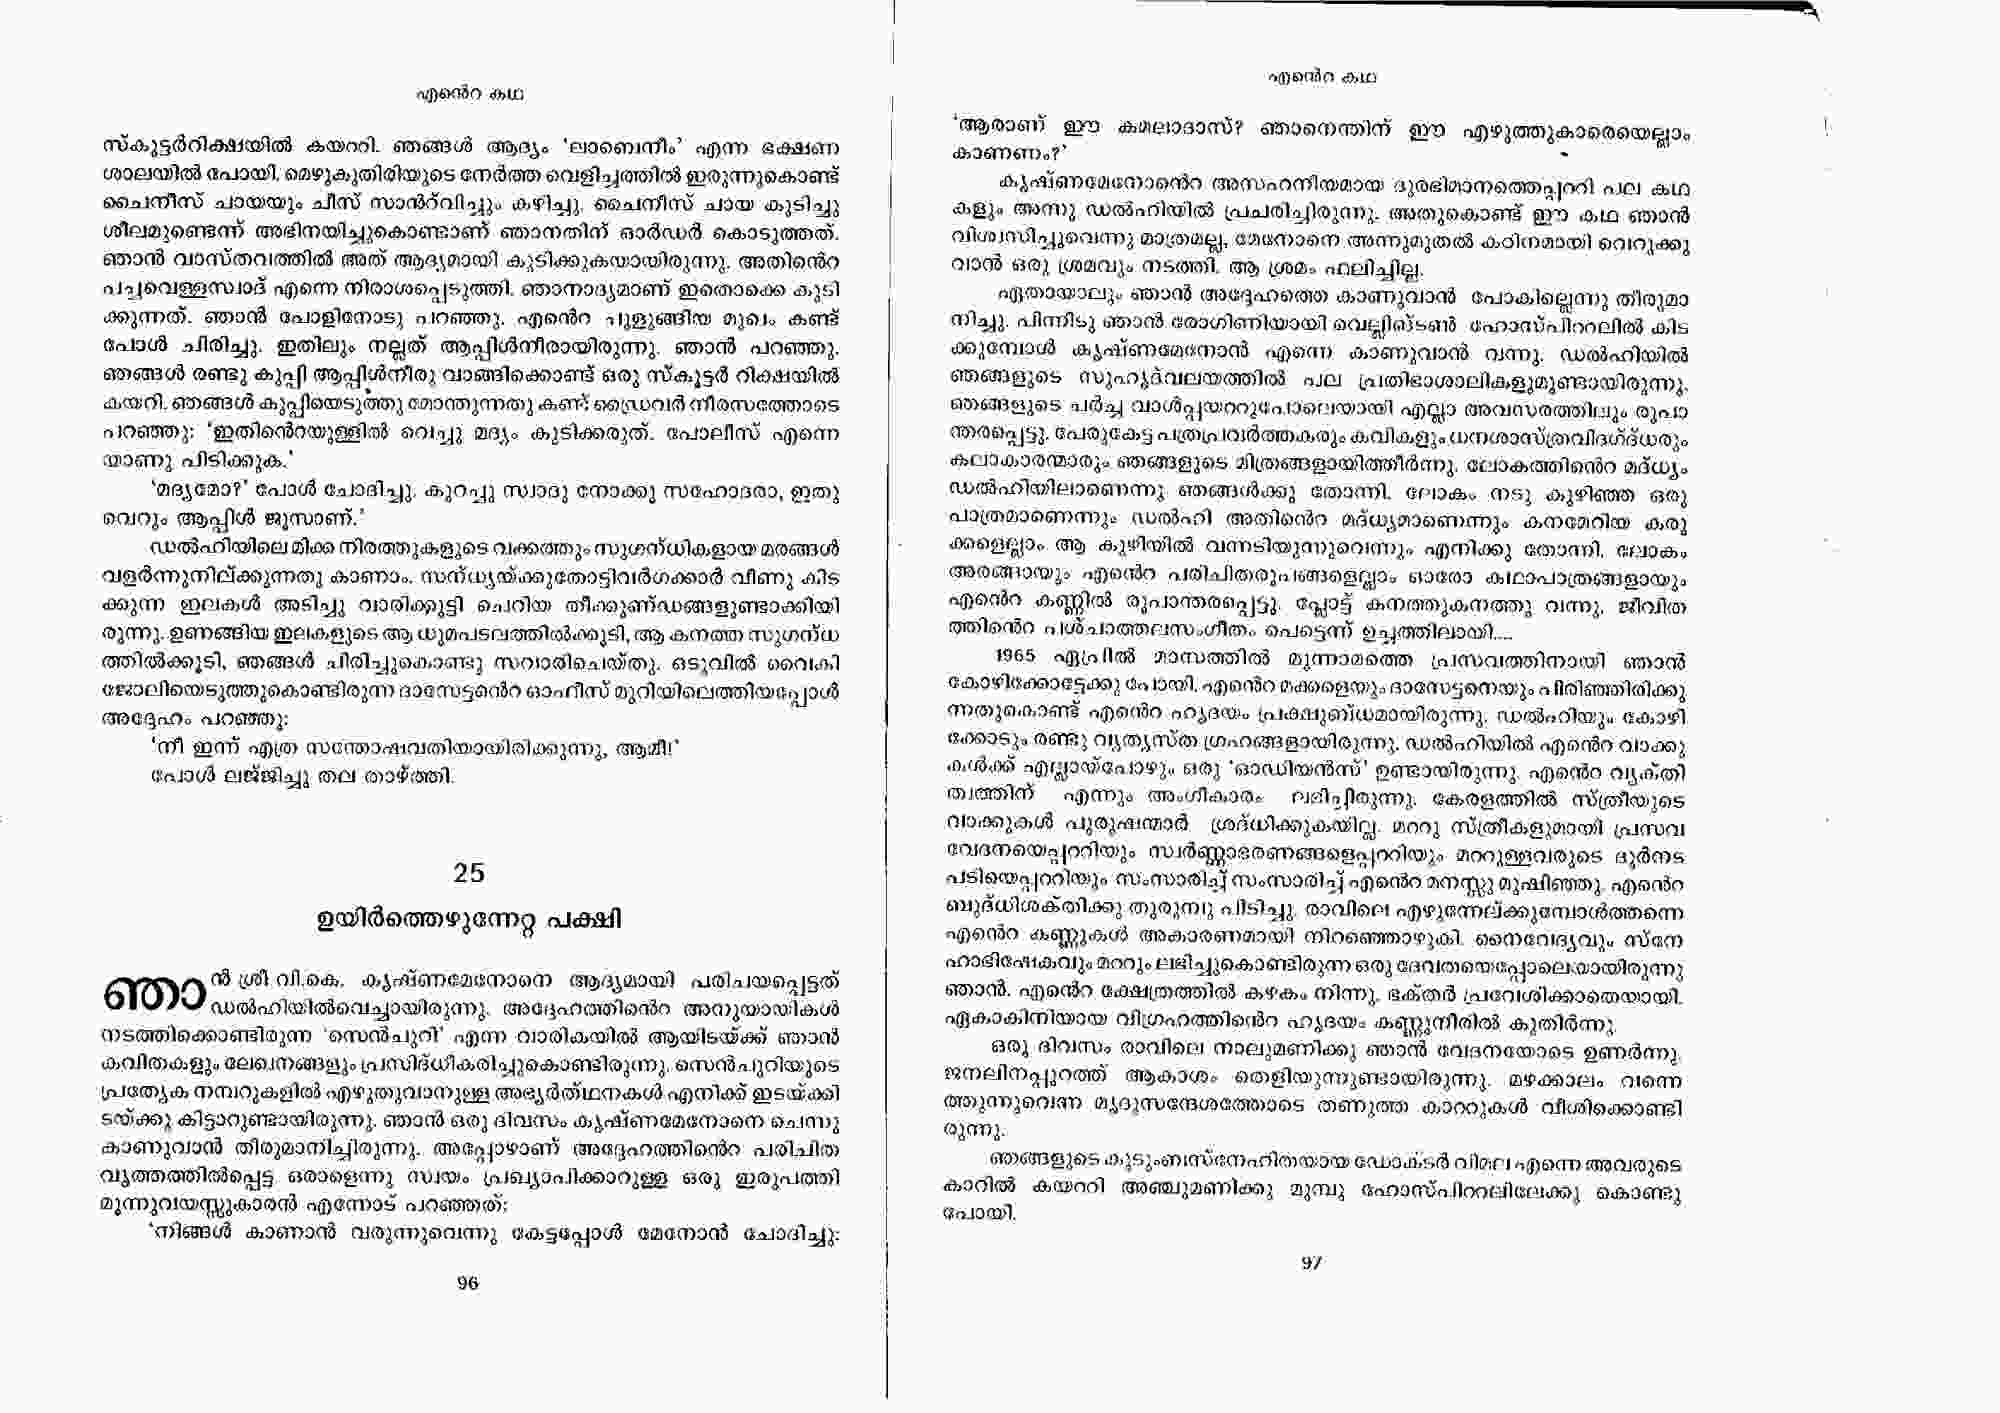 എന്റെ കഥ
സ്കൂട്ടർറിക്ഷയിൽ കയററി. ഞങ്ങൾ ആദ്യം ‘ലാബൊനീം’ എന്ന ഭക്ഷണ
ശാലയിൽ പോയി. മെഴുകുതിരിയുടെ നേർത്ത വെളിച്ചത്തിൽ ഇരുന്നുകൊണ്ട്
ചൈനീസ് ചായയും ചീസ് സാൻറ്‌വിച്ചും കഴിച്ചു. ചൈനീസ് ചായ കുടിച്ചു
ശീലമുണ്ടെന്ന് അഭിനയിച്ചുകൊണ്ടാണ് ഞാനതിന് ഓർഡർ കൊടുത്തത്.
ഞാൻ വാസ്തവത്തിൽ അത് ആദ്യമായി കുടിക്കുകയായിരുന്നു. അതിന്റെ
പച്ചവെള്ളസ്വാദ് എന്നെ നിരാശപ്പെടുത്തി. ഞാനാദ്യമാണ് ഇതൊക്കെ കുടി
ക്കുന്നത്. ഞാൻ പോളിനോടു പറഞ്ഞു. എന്റെ ചുളുങ്ങിയ മുഖം കണ്ട്
പോൾ ചിരിച്ചു. ഇതിലും നല്ലത് ആപ്പിൾനീരായിരുന്നു. ഞാൻ പറഞ്ഞു.
ഞങ്ങൾ രണ്ടു കുപ്പി ആപ്പിൾനീരു വാങ്ങിക്കൊണ്ട് ഒരു സ്കൂട്ടർ റിക്ഷയിൽ
കയറി. ഞങ്ങൾ കുപ്പിയെടുത്തു മോന്തുന്നതു കണ്ട് ഡ്രൈവർ നീരസത്തോടെ
പറഞ്ഞു: ‘ഇതിന്റെയുള്ളിൽ വെച്ചു മദ്യം കുടിക്കരുത്. പോലീസ് എന്നെ
യാണു പിടിക്കുക.’
‘മദ്യമോ?’ പോൾ ചോദിച്ചു. കുറച്ചു സ്വാദു നോക്കു സഹോദരാ, ഇതു
വെറും ആപ്പിൾ ജൂസാണ്.’
ഡൽഹിയിലെ മിക്ക നിരത്തുകളുടെ വക്കത്തും സുഗന്ധികളായ മരങ്ങൾ
വളർന്നുനില്ക്കുന്നതു കാണാം. സന്ധ്യയ്ക്കുതോട്ടിവർഗക്കാർ വീണു കിട
ക്കുന്ന ഇലകൾ അടിച്ചു വാരിക്കൂട്ടി ചെറിയ തീക്കുണ്ഡങ്ങളുണ്ടാക്കിയി
രുന്നു. ഉണങ്ങിയ ഇലകളുടെ ആ ധൂമപടലത്തിൽക്കൂടി, ആ കനത്ത സുഗന്ധ
ത്തിൽക്കൂടി, ഞങ്ങൾ ചിരിച്ചുകൊണ്ടു സവാരിചെയ്തു. ഒടുവിൽ വൈകി
ജോലിയെടുത്തുകൊണ്ടിരുന്ന ദാസേട്ടന്റെ ഓഫീസ് മുറിയിലെത്തിയപ്പോൾ
അദ്ദേഹം പറഞ്ഞു:
‘നീ ഇന്ന് എത്ര സന്തോഷവതിയായിരിക്കുന്നു, ആമീ!’
പോൾ ലജ്ജിച്ചു തല താഴ്ത്തി.
25
ഉയിർത്തെഴുന്നേറ്റ പക്ഷി
ഞാൻ ശ്രീ വി.കെ. കൃഷ്ണമേനോനെ ആദ്യമായി പരിചയപ്പെട്ടത്
ഡൽഹിയിൽവെച്ചായിരുന്നു. അദ്ദേഹത്തിന്റെ അനുയായികൾ
നടത്തിക്കൊണ്ടിരുന്ന ‘സെൻചുറി’ എന്ന വാരികയിൽ ആയിടയ്ക്ക് ഞാൻ
കവിതകളും ലേഖനങ്ങളും പ്രസിദ്ധീകരിച്ചുകൊണ്ടിരുന്നു. സെൻചുറിയുടെ
പ്രത്യേക നമ്പറുകളിൽ എഴുതുവാനുള്ള അഭ്യർത്ഥനകൾ എനിക്ക് ഇടയ്ക്കി
ടയ്ക്കു കിട്ടാറുണ്ടായിരുന്നു. ഞാൻ ഒരു ദിവസം കൃഷ്ണമേനോനെ ചെന്നു
കാണുവാൻ തീരുമാനിച്ചിരുന്നു. അപ്പോഴാണ് അദ്ദേഹത്തിന്റെ പരിചിത
വൃത്തത്തിൽപ്പെട്ട ഒരാളെന്നു സ്വയം പ്രഖ്യാപിക്കാറുള്ള ഒരു ഇരുപത്തി
മൂന്നുവയസ്സുകാരൻ എന്നോട് പറഞ്ഞത്:
‘നിങ്ങൾ കാണാൻ വരുന്നുവെന്നു കേട്ടപ്പോൾ മേനോൻ ചോദിച്ചു:
96
എന്റെ കഥ
‘ആരാണ് ഈ കമലാദാസ്? ഞാനെന്തിന് ഈ എഴുത്തുകാരെയെല്ലാം
കാണണം?’
കൃഷ്ണമേനോന്റെ അസഹനീയമായ ദുരഭിമാനത്തെപ്പററി പല കഥ
കളും അന്നു ഡൽഹിയിൽ പ്രചരിച്ചിരുന്നു. അതുകൊണ്ട് ഈ കഥ ഞാൻ
വിശ്വസിച്ചുവെന്നു മാത്രമല്ല, മേനോനെ അന്നുമുതൽ കഠിനമായി വെറുക്കു
വാൻ ഒരു ശ്രമവും നടത്തി. ആ ശ്രമം ഫലിച്ചില്ല.
ഏതായാലും ഞാൻ അദ്ദേഹത്തെ കാണുവാൻ പോകില്ലെന്നു തീരുമാ
നിച്ചു. പിന്നീടു ഞാൻ രോഗിണിയായി വെല്ലിങ്ടൺ ഹോസ്പിററലിൽ കിട
ക്കുമ്പോൾ കൃഷ്ണമേനോൻ എന്നെ കാണുവാൻ വന്നു. ഡൽഹിയിൽ
ഞങ്ങളുടെ സുഹൃദ്‌വലയത്തിൽ പല പ്രതിഭാശാലികളുമുണ്ടായിരുന്നു.
ഞങ്ങളുടെ ചർച്ച വാൾപ്പയററുപോലെയായി എല്ലാ അവസരത്തിലും രൂപാ
ന്തരപ്പെട്ടു. പേരുകേട്ട പത്രപ്രവർത്തകരും കവികളും ധനശാസ്ത്രവിദഗ്ദ്ധരും
കലാകാരന്മാരും ഞങ്ങളുടെ മിത്രങ്ങളായിത്തീർന്നു. ലോകത്തിന്റെ മദ്ധ്യം
ഡൽഹിയിലാണെന്നു ഞങ്ങൾക്കു തോന്നി. ലോകം നടു കുഴിഞ്ഞ ഒരു
പാത്രമാണെന്നും ഡൽഹി അതിന്റെ മദ്ധ്യമാണെന്നും കനമേറിയ കരു
ക്കളെല്ലാം ആ കുഴിയിൽ വന്നടിയുന്നുവെന്നും എനിക്കു തോന്നി. ലോകം
അരങ്ങായും എന്റെ പരിചിതരൂപങ്ങളെല്ലാം ഓരോ കഥാപാത്രങ്ങളായും
എന്റെ കണ്ണിൽ രൂപാന്തരപ്പെട്ടു. പ്ലോട്ട് കനത്തുകനത്തു വന്നു. ജീവിത
ത്തിന്റെ പശ്ചാത്തലസംഗീതം പെട്ടെന്ന് ഉച്ചത്തിലായി....
1965 ഏപ്രിൽ മാസത്തിൽ മൂന്നാമത്തെ പ്രസവത്തിനായി ഞാൻ
കോഴിക്കോട്ടേക്കു പോയി. എന്റെ മക്കളെയും ദാസേട്ടനെയും പിരിഞ്ഞിരിക്കു
ന്നതുകൊണ്ട് എന്റെ ഹൃദയം പ്രക്ഷുബ്ധമായിരുന്നു. ഡൽഹിയും കോഴി
ക്കോടും രണ്ടു വ്യത്യസ്ത ഗ്രഹങ്ങളായിരുന്നു. ഡൽഹിയിൽ എന്റെ വാക്കു
കൾക്ക് എല്ലായ്പോഴും ഒരു ‘ഓഡിയൻസ്’ ഉണ്ടായിരുന്നു. എന്റെ വ്യക്തി
ത്വത്തിന് എന്നും അംഗീകാരം ലഭിച്ചിരുന്നു. കേരളത്തിൽ സ്ത്രീയുടെ
വാക്കുകൾ പുരുഷന്മാർ ശ്രദ്ധിക്കുകയില്ല. മററു സ്ത്രീകളുമായി പ്രസവ
വേദനയെപ്പററിയും സ്വർണ്ണാഭരണങ്ങളെപ്പററിയും മററുള്ളവരുടെ ദുർനട
പടിയെപ്പററിയും സംസാരിച്ച് സംസാരിച്ച് എന്റെ മനസ്സു മുഷിഞ്ഞു. എന്റെ
ബുദ്ധിശക്തിക്കു തുരുമ്പു പിടിച്ചു. രാവിലെ എഴുന്നേല്ക്കുമ്പോൾത്തന്നെ
എന്റെ കണ്ണുകൾ അകാരണമായി നിറഞ്ഞൊഴുകി. നൈവേദ്യവും സ്നേ
ഹാഭിഷേകവും മററും ലഭിച്ചുകൊണ്ടിരുന്ന ഒരു ദേവതയെപ്പോലെയായിരുന്നു
ഞാൻ. എന്റെ ക്ഷേത്രത്തിൽ കഴകം നിന്നു. ഭക്തർ പ്രവേശിക്കാതെയായി.
ഏകാകിനിയായ വിഗ്രഹത്തിന്റെ ഹൃദയം കണ്ണുനീരിൽ കുതിർന്നു.
ഒരു ദിവസം രാവിലെ നാലുമണിക്കു ഞാൻ വേദനയോടെ ഉണർന്നു.
ജനലിനപ്പുറത്ത് ആകാശം തെളിയുന്നുണ്ടായിരുന്നു. മഴക്കാലം വന്നെ
ത്തുന്നുവെന്ന മൃദുസന്ദേശത്തോടെ തണുത്ത കാററുകൾ വീശിക്കൊണ്ടി
രുന്നു.
ഞങ്ങളുടെ കുടുംബസ്നേഹിതയായ ഡോക്ടർ വിമല എന്നെ അവരുടെ
കാറിൽ കയററി അഞ്ചുമണിക്കു മുമ്പു ഹോസ്പിററലിലേക്കു കൊണ്ടു
പോയി.
97